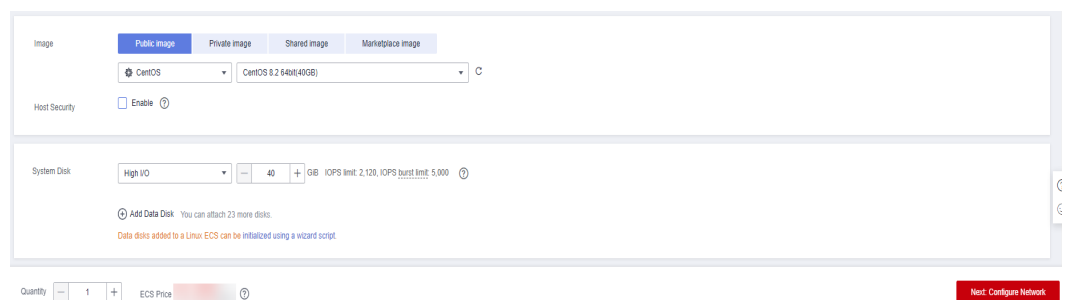 Image Public image Private image Shared image Marketplace image
CentOS CentOS 8.2 64bit(40GB)
Host Security Enable
System Disk High I/O 40 GiB IOPS limit: 2,120, IOPS burst limit: 5,000
Add Data Disk You can attach 23 more disks.
Data disks added to a Linux ECS can be initialized using a wizard script.
Quantity 1 ECS Price Next: Configure Network